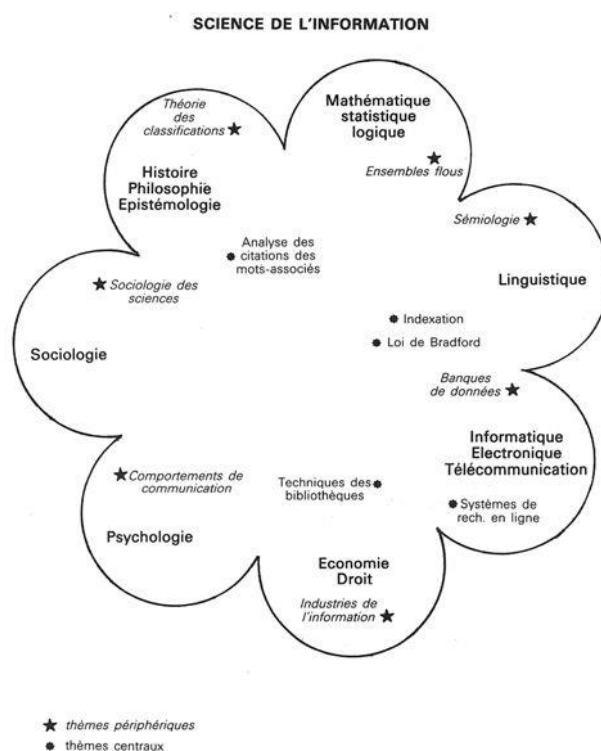 SCIENCE DE L'INFORMATION
Mathématique
statistique
logique
Ensembles flous
Théorie
des
classifications
Histoire
Philosophie
Epistémologie
Sémiologie
Linguistique
Analyse des
citations des
mots-associés
Sociologie des
sciences
Sociologie
Indexation
Loi de Bradford
Banques
de données
Informatique
Electronique
Télécommunication
Systèmes de
rech. en ligne
Comportements de
communication
Psychologie
Techniques des
bibliothèques
Economie
Droit
Industries de
l'information
thèmes périphériques
thèmes centraux